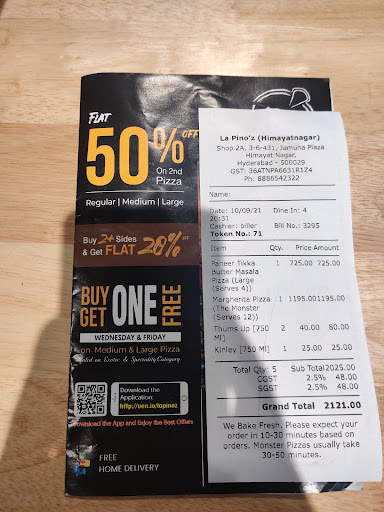 FLAT
50% OFF
On 2nd
Pizza
Regular | Medium | Large
Buy 2+ Sides
& Get FLAT 20% off
BUY ONE FREE
GET
WEDNESDAY & FRIDAY
on Medium & Large Pizza
Valid on Exotic & Speciality Category
Download the
Application:
http://uen.io/lapinoz
Download the App and Enjoy the Best Offers
FREE
HOME DELIVERY
La Pino'z (Himayatnagar)
Shop 2A, 3-6-431, Jamuna Plaza
Himayat Nagar,
Hyderabad - 500029
GST: 36ATNPA6631R1Z4
Ph: 8886542322
Name:
Date: 10/09/21 Dine In: 4
20:31
Cashier: biller Bill No.: 3295
Token No.: 71
Item Qty. Price Amount
Paneer Tikka 1 725.00 725.00
Butter Masala
Pizza (Large
(Serves 4))
Margherita Pizza 1 1195.00 1195.00
(The Monster
(Serves 12))
Thums Up [750 2 40.00 80.00
Ml]
Kinley [750 Ml] 1 25.00 25.00
Total Qty: 5 Sub Total 2025.00
CGST 2.5% 48.00
SGST 2.5% 48.00
Grand Total 2121.00
We Bake Fresh. Please expect your
order in 10-30 minutes based on
orders. Monster Pizzas usually take
30-50 minutes.